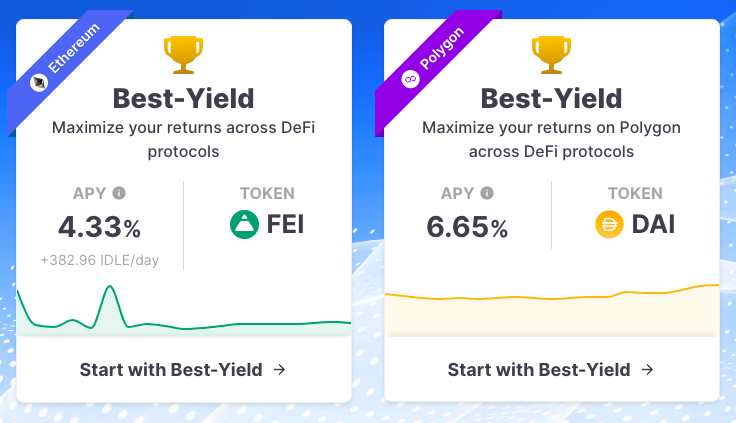 Ethereum
Best-Yield
Maximize your returns across DeFi
protocols
APY
TOKEN
4.33%
FEI
+382.96 IDLE/day
Start with Best-Yield →
Polygon
Best-Yield
Maximize your returns on Polygon
across DeFi protocols
APY
TOKEN
6.65%
DAI
Start with Best-Yield →